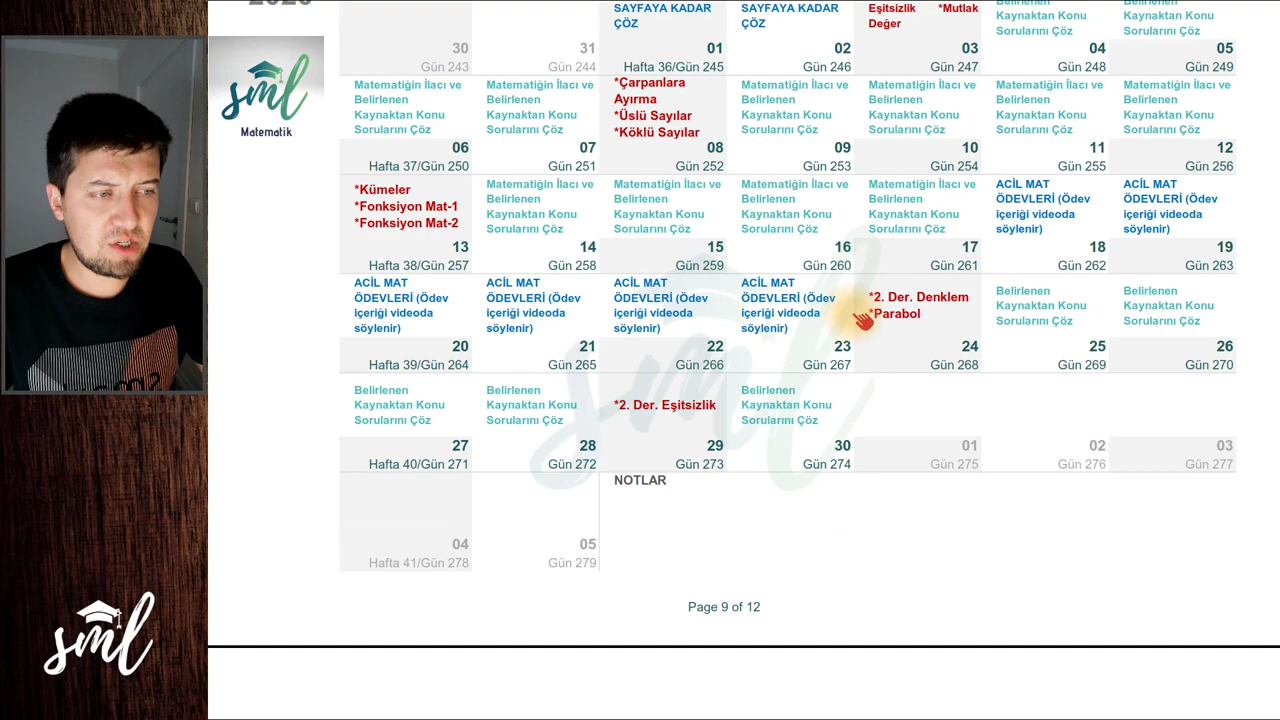 2020
SAYFAYA KADAR
ÇÖZ
SAYFAYA KADAR
ÇÖZ
Eşitsizlik *Mutlak
Değer
Belirlenen
Kaynaktan Konu
Sorularını Çöz
Belirlenen
Kaynaktan Konu
Sorularını Çöz
30
Gün 243
31
Gün 244
01
Hafta 36/Gün 245
02
Gün 246
03
Gün 247
04
Gün 248
05
Gün 249
sml
Matematik
Matematiğin İlacı ve
Belirlenen
Kaynaktan Konu
Sorularını Çöz
Matematiğin İlacı ve
Belirlenen
Kaynaktan Konu
Sorularını Çöz
*Çarpanlara
Ayırma
*Üslü Sayılar
*Köklü Sayılar
Matematiğin İlacı ve
Belirlenen
Kaynaktan Konu
Sorularını Çöz
Matematiğin İlacı ve
Belirlenen
Kaynaktan Konu
Sorularını Çöz
Matematiğin İlacı ve
Belirlenen
Kaynaktan Konu
Sorularını Çöz
Matematiğin İlacı ve
Belirlenen
Kaynaktan Konu
Sorularını Çöz
06
Hafta 37/Gün 250
07
Gün 251
08
Gün 252
09
Gün 253
10
Gün 254
11
Gün 255
12
Gün 256
*Kümeler
*Fonksiyon Mat-1
*Fonksiyon Mat-2
Matematiğin İlacı ve
Belirlenen
Kaynaktan Konu
Sorularını Çöz
Matematiğin İlacı ve
Belirlenen
Kaynaktan Konu
Sorularını Çöz
Matematiğin İlacı ve
Belirlenen
Kaynaktan Konu
Sorularını Çöz
Matematiğin İlacı ve
Belirlenen
Kaynaktan Konu
Sorularını Çöz
ACİL MAT
ÖDEVLERİ (Ödev
içeriği videoda
söylenir)
ACİL MAT
ÖDEVLERİ (Ödev
içeriği videoda
söylenir)
13
Hafta 38/Gün 257
14
Gün 258
15
Gün 259
16
Gün 260
17
Gün 261
18
Gün 262
19
Gün 263
ACİL MAT
ÖDEVLERİ (Ödev
içeriği videoda
söylenir)
ACİL MAT
ÖDEVLERİ (Ödev
içeriği videoda
söylenir)
ACİL MAT
ÖDEVLERİ (Ödev
içeriği videoda
söylenir)
ACİL MAT
ÖDEVLERİ (Ödev
içeriği videoda
söylenir)
*2. Der. Denklem
*Parabol
Belirlenen
Kaynaktan Konu
Sorularını Çöz
Belirlenen
Kaynaktan Konu
Sorularını Çöz
20
Hafta 39/Gün 264
21
Gün 265
22
Gün 266
23
Gün 267
24
Gün 268
25
Gün 269
26
Gün 270
Belirlenen
Kaynaktan Konu
Sorularını Çöz
Belirlenen
Kaynaktan Konu
Sorularını Çöz
*2. Der. Eşitsizlik
Belirlenen
Kaynaktan Konu
Sorularını Çöz
27
Hafta 40/Gün 271
28
Gün 272
29
Gün 273
30
Gün 274
01
Gün 275
02
Gün 276
03
Gün 277
NOTLAR
04
Hafta 41/Gün 278
05
Gün 279
Page 9 of 12
sml
sml